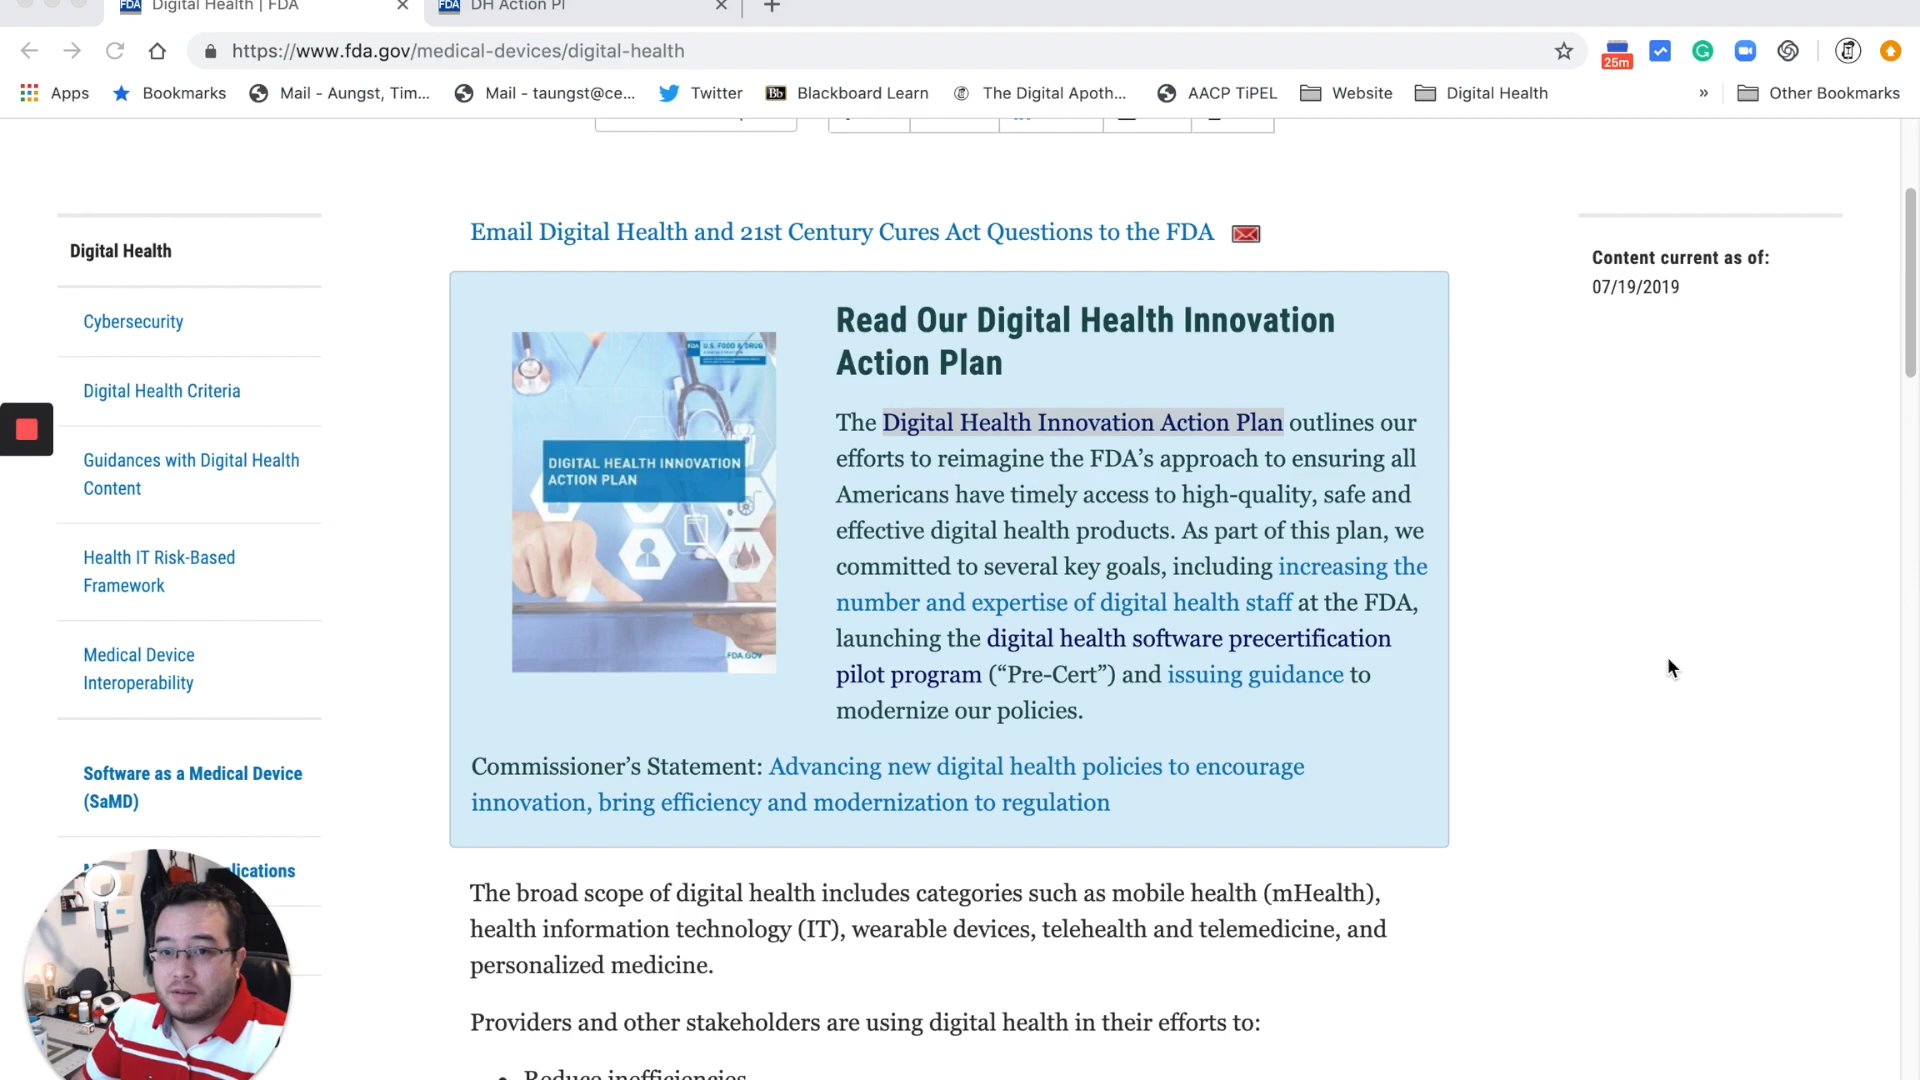 Digital Health | FDA
DH Action Pl
https://www.fda.gov/medical-devices/digital-health
25m
Apps
Bookmarks
Mail - Aungst, Tim...
Mail - taungst@ce...
Twitter
Bb
Blackboard Learn
The Digital Apoth...
AACP TiPEL
Website
Digital Health
»
Other Bookmarks
Email Digital Health and 21st Century Cures Act Questions to the FDA
Digital Health
Cybersecurity
Digital Health Criteria
Guidances with Digital Health
Content
Health IT Risk-Based
Framework
Medical Device
Interoperability
Software as a Medical Device
(SaMD)
FDA U.S. FOOD & DRUG
ADMINISTRATION
DIGITAL HEALTH INNOVATION
ACTION PLAN
FDA.GOV
Read Our Digital Health Innovation
Action Plan
The Digital Health Innovation Action Plan outlines our
efforts to reimagine the FDA’s approach to ensuring all
Americans have timely access to high-quality, safe and
effective digital health products. As part of this plan, we
committed to several key goals, including increasing the
number and expertise of digital health staff at the FDA,
launching the digital health software precertification
pilot program (“Pre-Cert”) and issuing guidance to
modernize our policies.
Commissioner’s Statement: Advancing new digital health policies to encourage
innovation, bring efficiency and modernization to regulation
The broad scope of digital health includes categories such as mobile health (mHealth),
health information technology (IT), wearable devices, telehealth and telemedicine, and
personalized medicine.
Providers and other stakeholders are using digital health in their efforts to:
• Reduce inefficiencies
Content current as of:
07/19/2019